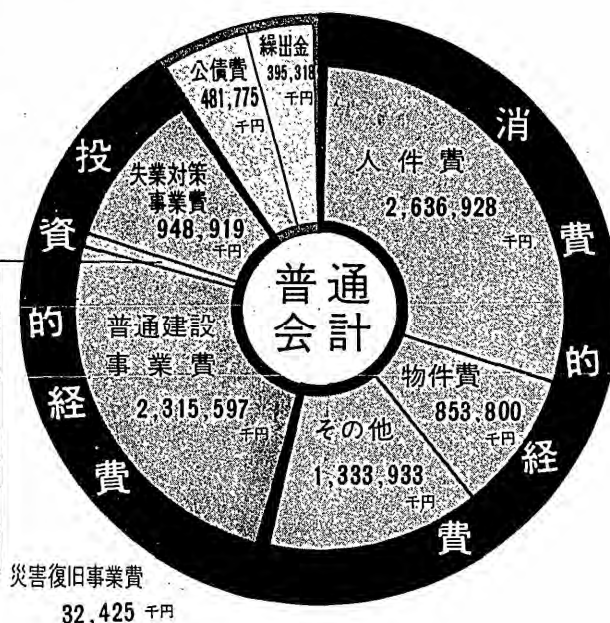 普通
会計
消費的経費
人件費
2,636,928
千円
物件費
853,800
千円
その他
1,333,933
千円
投資的経費
普通建設
事業費
2,315,597
千円
災害復旧事業費
32,425 千円
失業対策
事業費
948,919
千円
公債費
481,775
千円
繰出金
395,318
千円